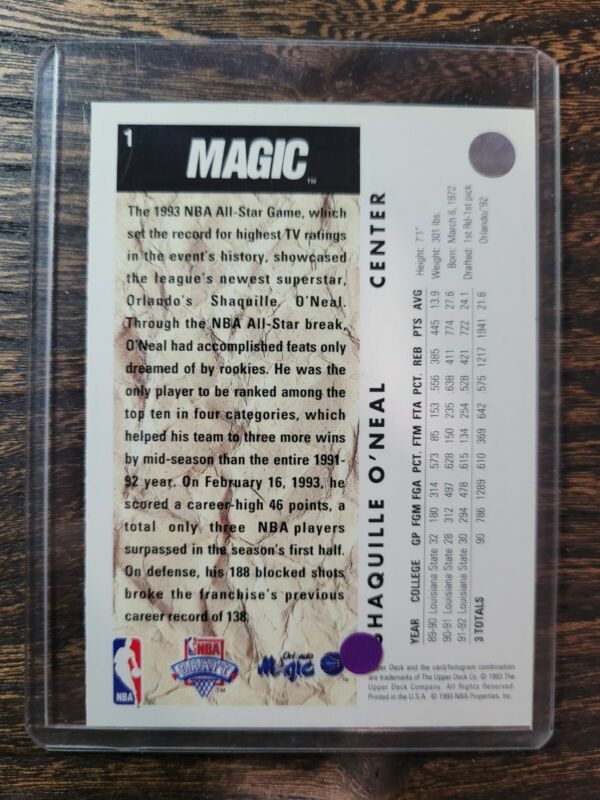 1
MAGIC™
The 1993 NBA All-Star Game, which
set the record for highest TV ratings
in the event's history, showcased
the league's newest superstar,
Orlando's Shaquille O'Neal.
Through the NBA All-Star break,
O'Neal had accomplished feats only
dreamed of by rookies. He was the
only player to be ranked among the
top ten in four categories, which
helped his team to three more wins
by mid-season than the entire 1991-
92 year. On February 16, 1993, he
scored a career-high 46 points, a
total only three NBA players
surpassed in the season's first half.
On defense, his 188 blocked shots
broke the franchise's previous
career record of 138.
NBA
NBA
DRAFT
™
Orlando
Magic
HAQUILLE O'NEAL CENTER
Height: 7'1"
Weight: 301 lbs.
Born: March 6, 1972
Drafted: 1st Rd-1st pick
Orlando/'92
YEAR COLLEGE GP FGM FGA PCT. FTM FTA PCT. REB PTS AVG
89-90 Louisiana State 32 180 314 .573 85 153 .556 385 445 13.9
90-91 Louisiana State 28 312 497 .628 150 235 .638 411 774 27.6
91-92 Louisiana State 30 294 478 .615 134 254 .528 421 722 24.1
3 TOTALS 90 786 1289 .610 369 642 .575 1217 1941 21.6
per Deck and the card/hologram combination
are trademarks of The Upper Deck Co. © 1993 The
Upper Deck Company. All Rights Reserved.
Printed in the U.S.A. © 1993 NBA Properties, Inc.